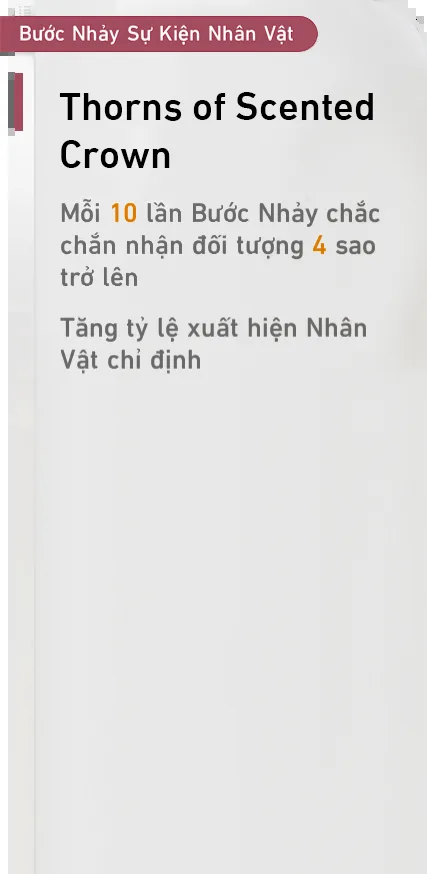 Bước Nhảy Sự Kiện Nhân Vật
Thorns of Scented
Crown
Mỗi 10 lần Bước Nhảy chắc
chắn nhận đối tượng 4 sao
trở lên
Tăng tỷ lệ xuất hiện Nhân
Vật chỉ định